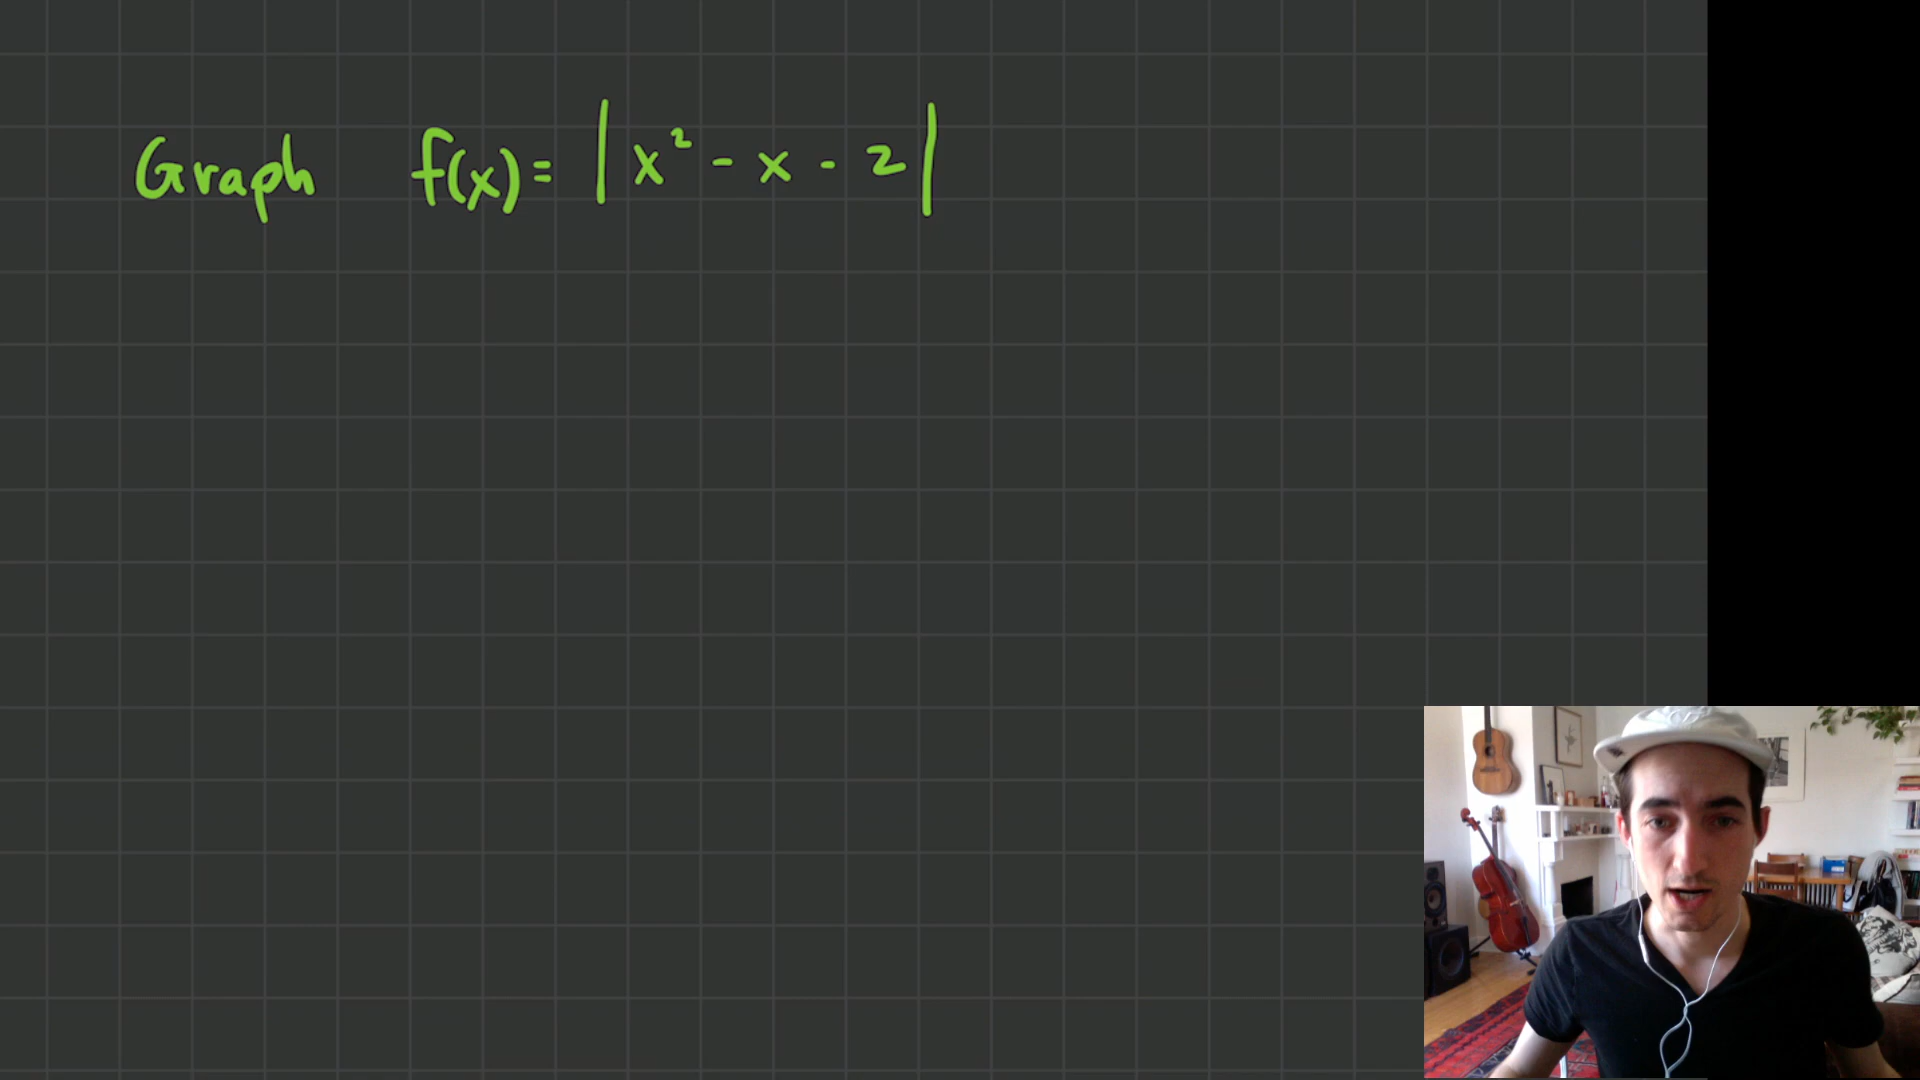 Graph f(x) = | x² - x - 2 |